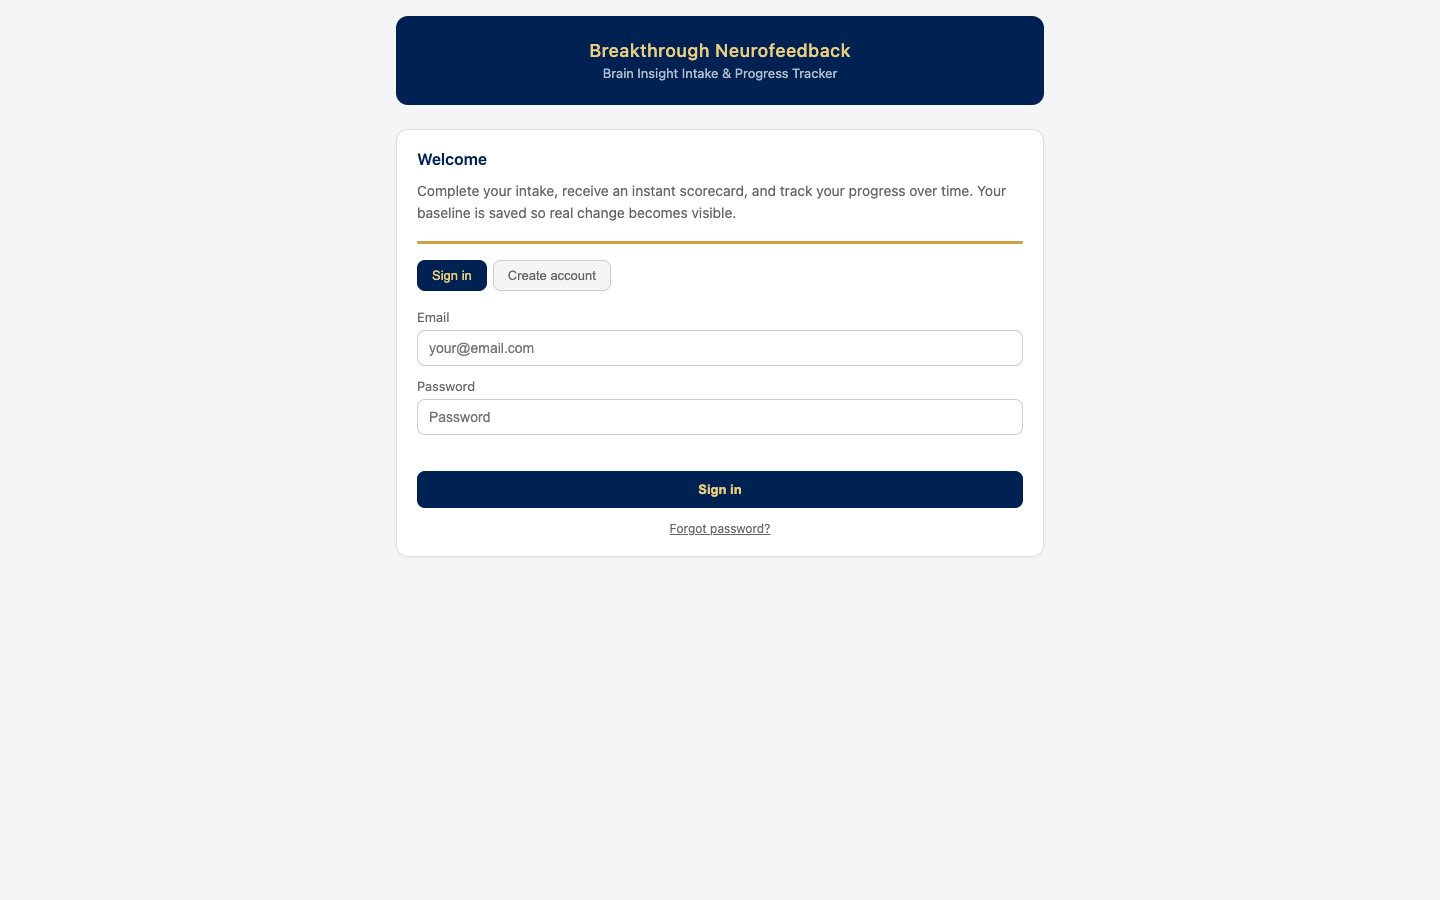 Breakthrough Neurofeedback
Brain Insight Intake & Progress Tracker
Welcome
Complete your intake, receive an instant scorecard, and track your progress over time. Your
baseline is saved so real change becomes visible.
Sign in
Create account
Email
your@email.com
Password
Password
Sign in
Forgot password?